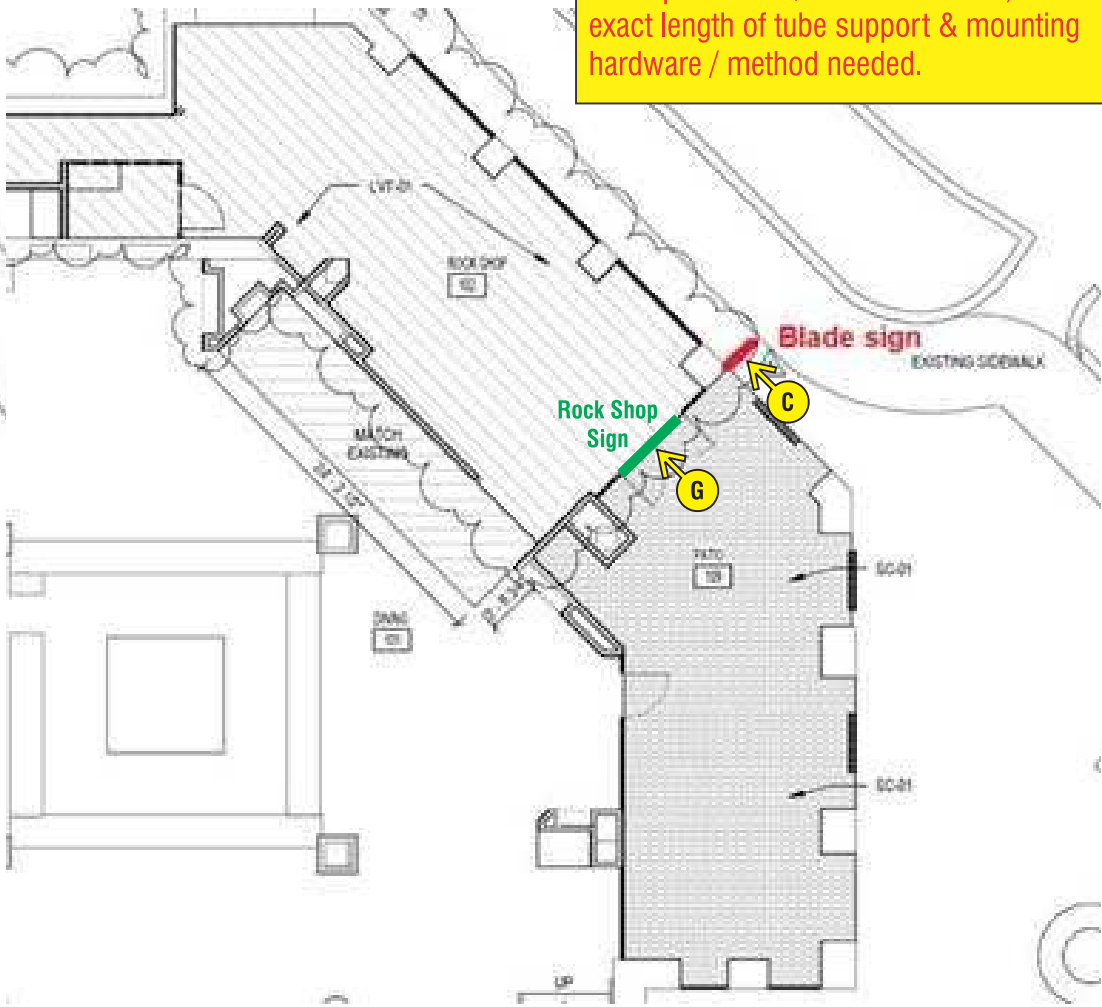 exact length of tube support & mounting
hardware / method needed.
LVT-01
ROCK SHOP
102
Blade sign
EXISTING SIDEWALK
C
Rock Shop
Sign
G
MATCH
EXISTING
PATIO
SC-01
DINING
SC-01
UP